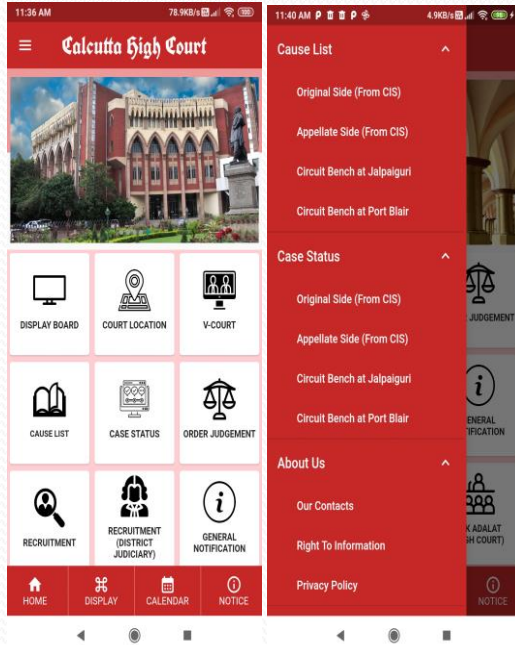 11:36 AM
78.9KB/s
100
Calcutta High Court
DISPLAY BOARD
COURT LOCATION
V-COURT
CAUSE LIST
CASE STATUS
ORDER JUDGEMENT
RECRUITMENT
RECRUITMENT
(DISTRICT
JUDICIARY)
GENERAL
NOTIFICATION
HOME
DISPLAY
CALENDAR
NOTICE
11:40 AM
4.9KB/s
Cause List
Original Side (From CIS)
Appellate Side (From CIS)
Circuit Bench at Jalpaiguri
Circuit Bench at Port Blair
Case Status
Original Side (From CIS)
Appellate Side (From CIS)
Circuit Bench at Jalpaiguri
Circuit Bench at Port Blair
About Us
Our Contacts
Right To Information
Privacy Policy
JUDGEMENT
ENERAL
IFICATION
K ADALAT
GH COURT)
NOTICE